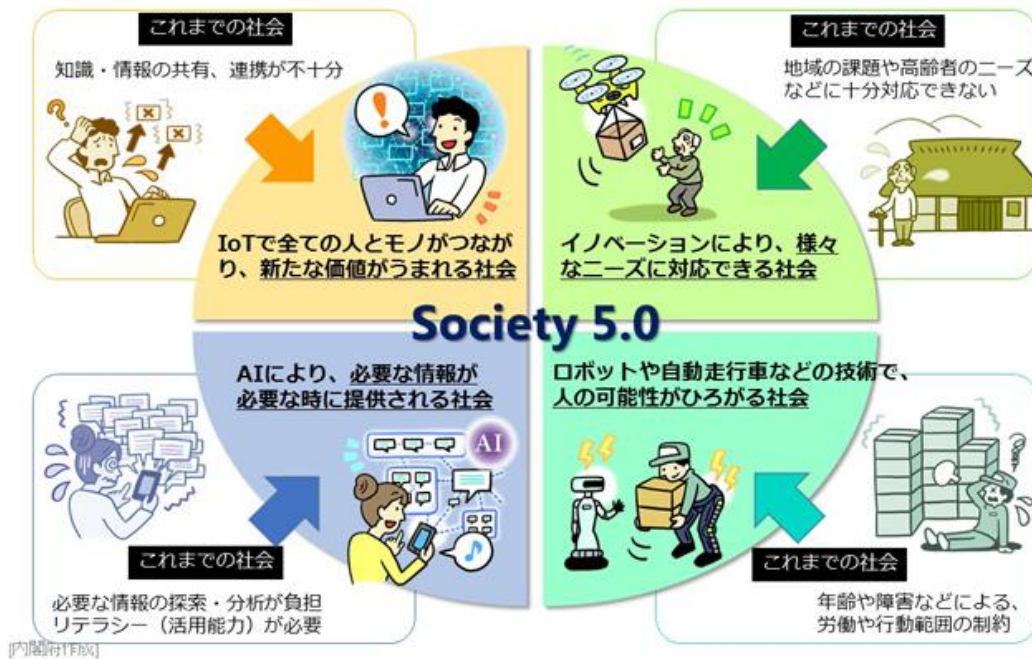 これまでの社会
知識・情報の共有、連携が不十分
IoTで全ての人とモノがつなが
り、新たな価値がうまれる社会
これまでの社会
地域の課題や高齢者のニーズ
などに十分対応できない
イノベーションにより、様々
なニーズに対応できる社会
Society 5.0
AIにより、必要な情報が
必要な時に提供される社会
AI
これまでの社会
必要な情報の探索・分析が負担
リテラシー（活用能力）が必要
ロボットや自動走行車などの技術で、
人の可能性がひろがる社会
これまでの社会
年齢や障害などによる、
労働や行動範囲の制約
[内閣府作成]